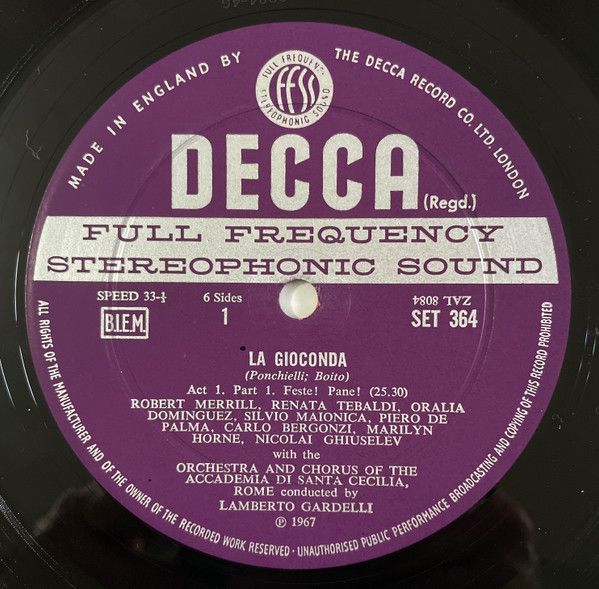 MADE IN ENGLAND BY THE DECCA RECORD CO. LTD. LONDON
FULL FREQUENCY
FFSS
STEREOPHONIC SOUND
DECCA (Regd.)
FULL FREQUENCY
STEREOPHONIC SOUND
SPEED 33-⅓
6 Sides
ZAL 8084
B.I.E.M.
1
SET 364
LA GIOCONDA
(Ponchielli; Boito)
Act 1. Part 1. Feste! Pane! (25.30)
ROBERT MERRILL, RENATA TEBALDI, ORALIA
DOMINGUEZ, SILVIO MAIONICA, PIERO DE
PALMA, CARLO BERGONZI, MARILYN
HORNE, NICOLAI GHIUSELËV
with the
ORCHESTRA AND CHORUS OF THE
ACCADEMIA DI SANTA CECILIA,
ROME conducted by
LAMBERTO GARDELLI
℗ 1967
ALL RIGHTS OF THE MANUFACTURER AND OF THE OWNER OF THE RECORDED WORK RESERVED · UNAUTHORISED PUBLIC PERFORMANCE BROADCASTING AND COPYING OF THIS RECORD PROHIBITED